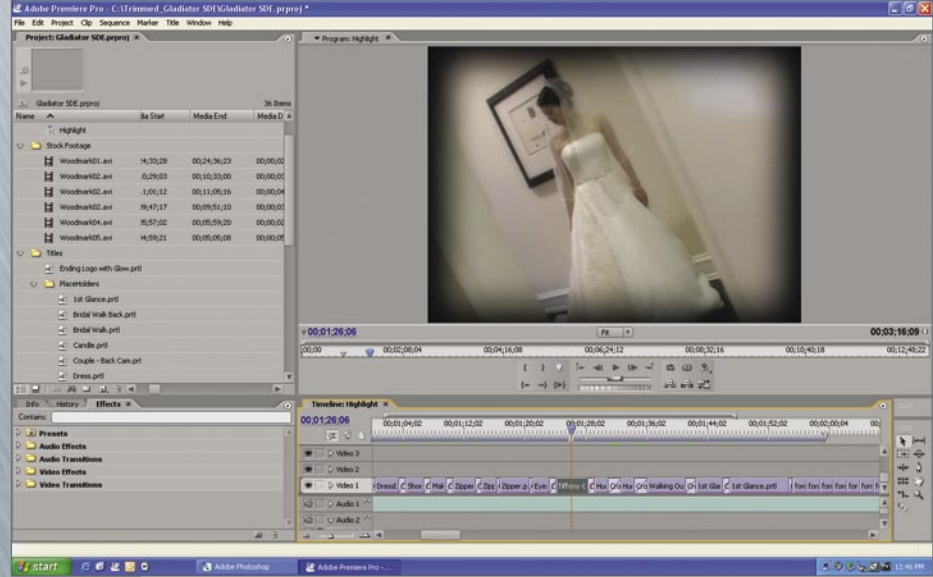 Adobe Premiere Pro - C:\Trimmed_Gladiator SDE\Gladiator SDE.prproj *
File Edit Project Clip Sequence Marker Title Window Help
Project: Gladiator SDE.prproj
Gladiator SDE.prproj 36 Items
Name Media End Media D
Highlight
Stock Footage
Woodmark01.avi 00;24;36;23
Woodmark02.avi 00;10;33;00
Woodmark02.avi 00;11;05;16
Woodmark02.avi 00;09;51;10
Woodmark04.avi 00;05;59;20
Woodmark05.avi 00;05;05;08
Titles
Ending Logo with Glow.prtl
PlaceHolders
1st Glance.prtl
Bridal Walk Back.prtl
Bridal Walk.prtl
Candle.prtl
Couple - Back Cam.prt
Dress.prtl
Program: Highlight
00;01;26;06 Fit 00;03;16;09
00;00 00;02;08;04 00;04;16;08 00;06;24;12 00;08;32;16 00;10;40;18 00;12;48;22
Info History Effects
Contains:
Presets
Audio Effects
Audio Transitions
Video Effects
Video Transitions
Timeline: Highlight
00;01;26;06
00;01;04;02 00;01;12;02 00;01;20;02 00;01;28;02 00;01;36;02 00;01;44;02 00;01;52;02 00;02;00;04
Video 3
Video 2
Video 1 Zipper Zipper.p Eye Tiffany Walking Ou 1st Glar 1st Glance.prtl
Audio 1
Audio 2
start Adobe Photoshop Adobe Premiere Pro -... 12:46 PM